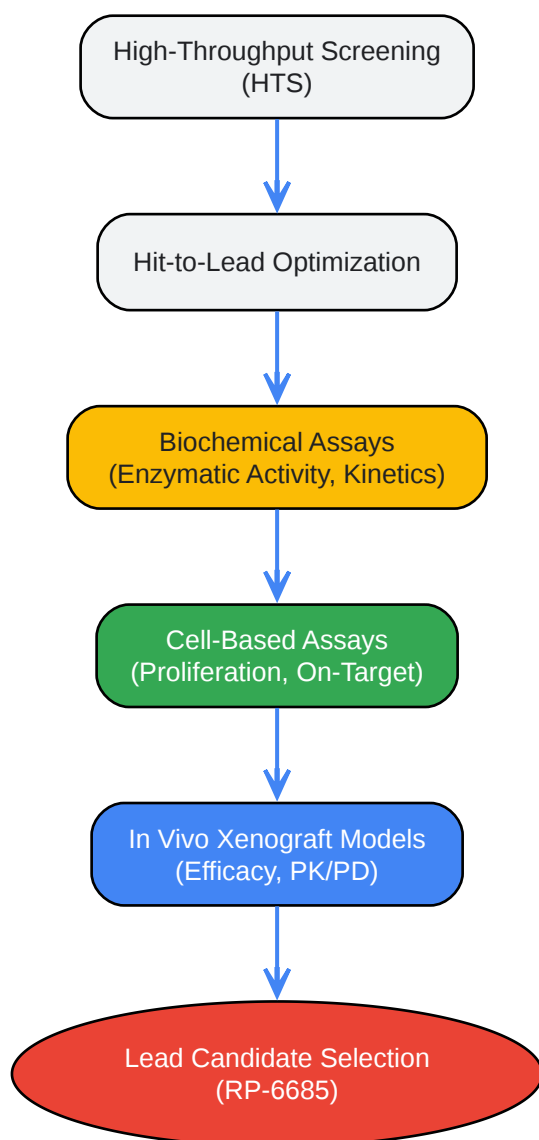 High-Throughput Screening
(HTS)
Hit-to-Lead Optimization
Biochemical Assays
(Enzymatic Activity, Kinetics)
Cell-Based Assays
(Proliferation, On-Target)
In Vivo Xenograft Models
(Efficacy, PK/PD)
Lead Candidate Selection
(RP-6685)